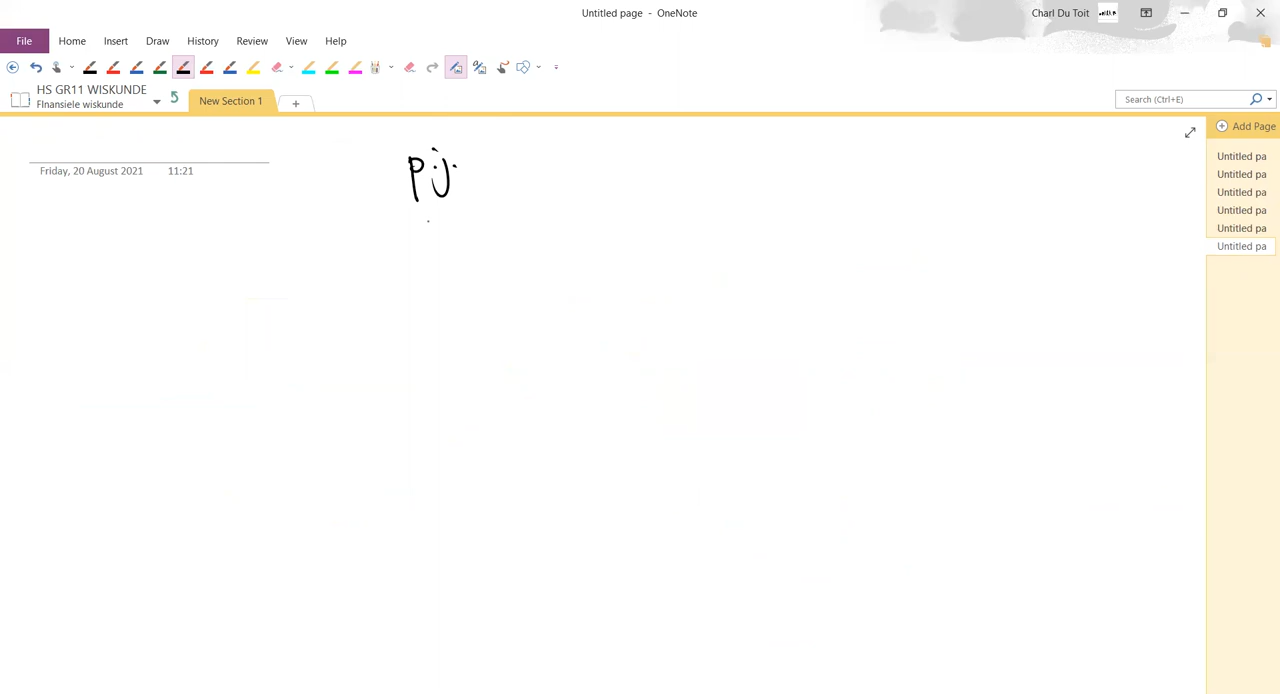 Untitled page - OneNote
Charl Du Toit
File Home Insert Draw History Review View Help
HS GR11 WISKUNDE
FInansiele wiskunde
New Section 1
Search (Ctrl+E)
Add Page
Friday, 20 August 2021 11:21
p.j.
Untitled pa
Untitled pa
Untitled pa
Untitled pa
Untitled pa
Untitled pa